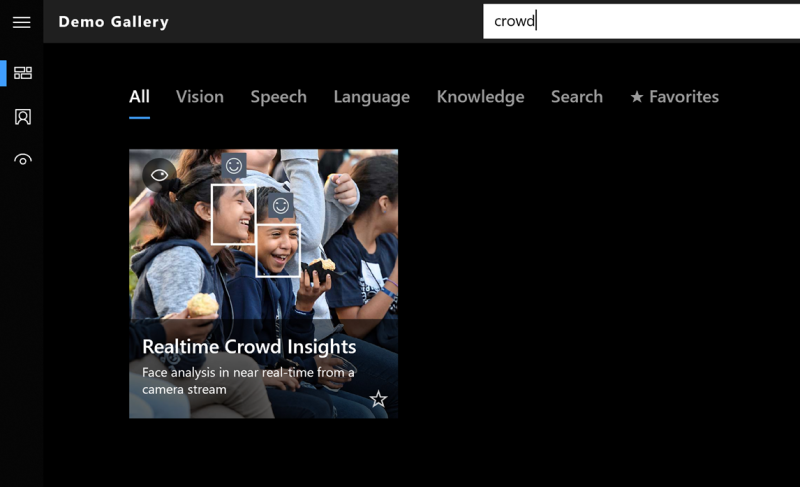 Demo Gallery
crowd
All Vision Speech Language Knowledge Search ★ Favorites
Realtime Crowd Insights
Face analysis in near real-time from a
camera stream